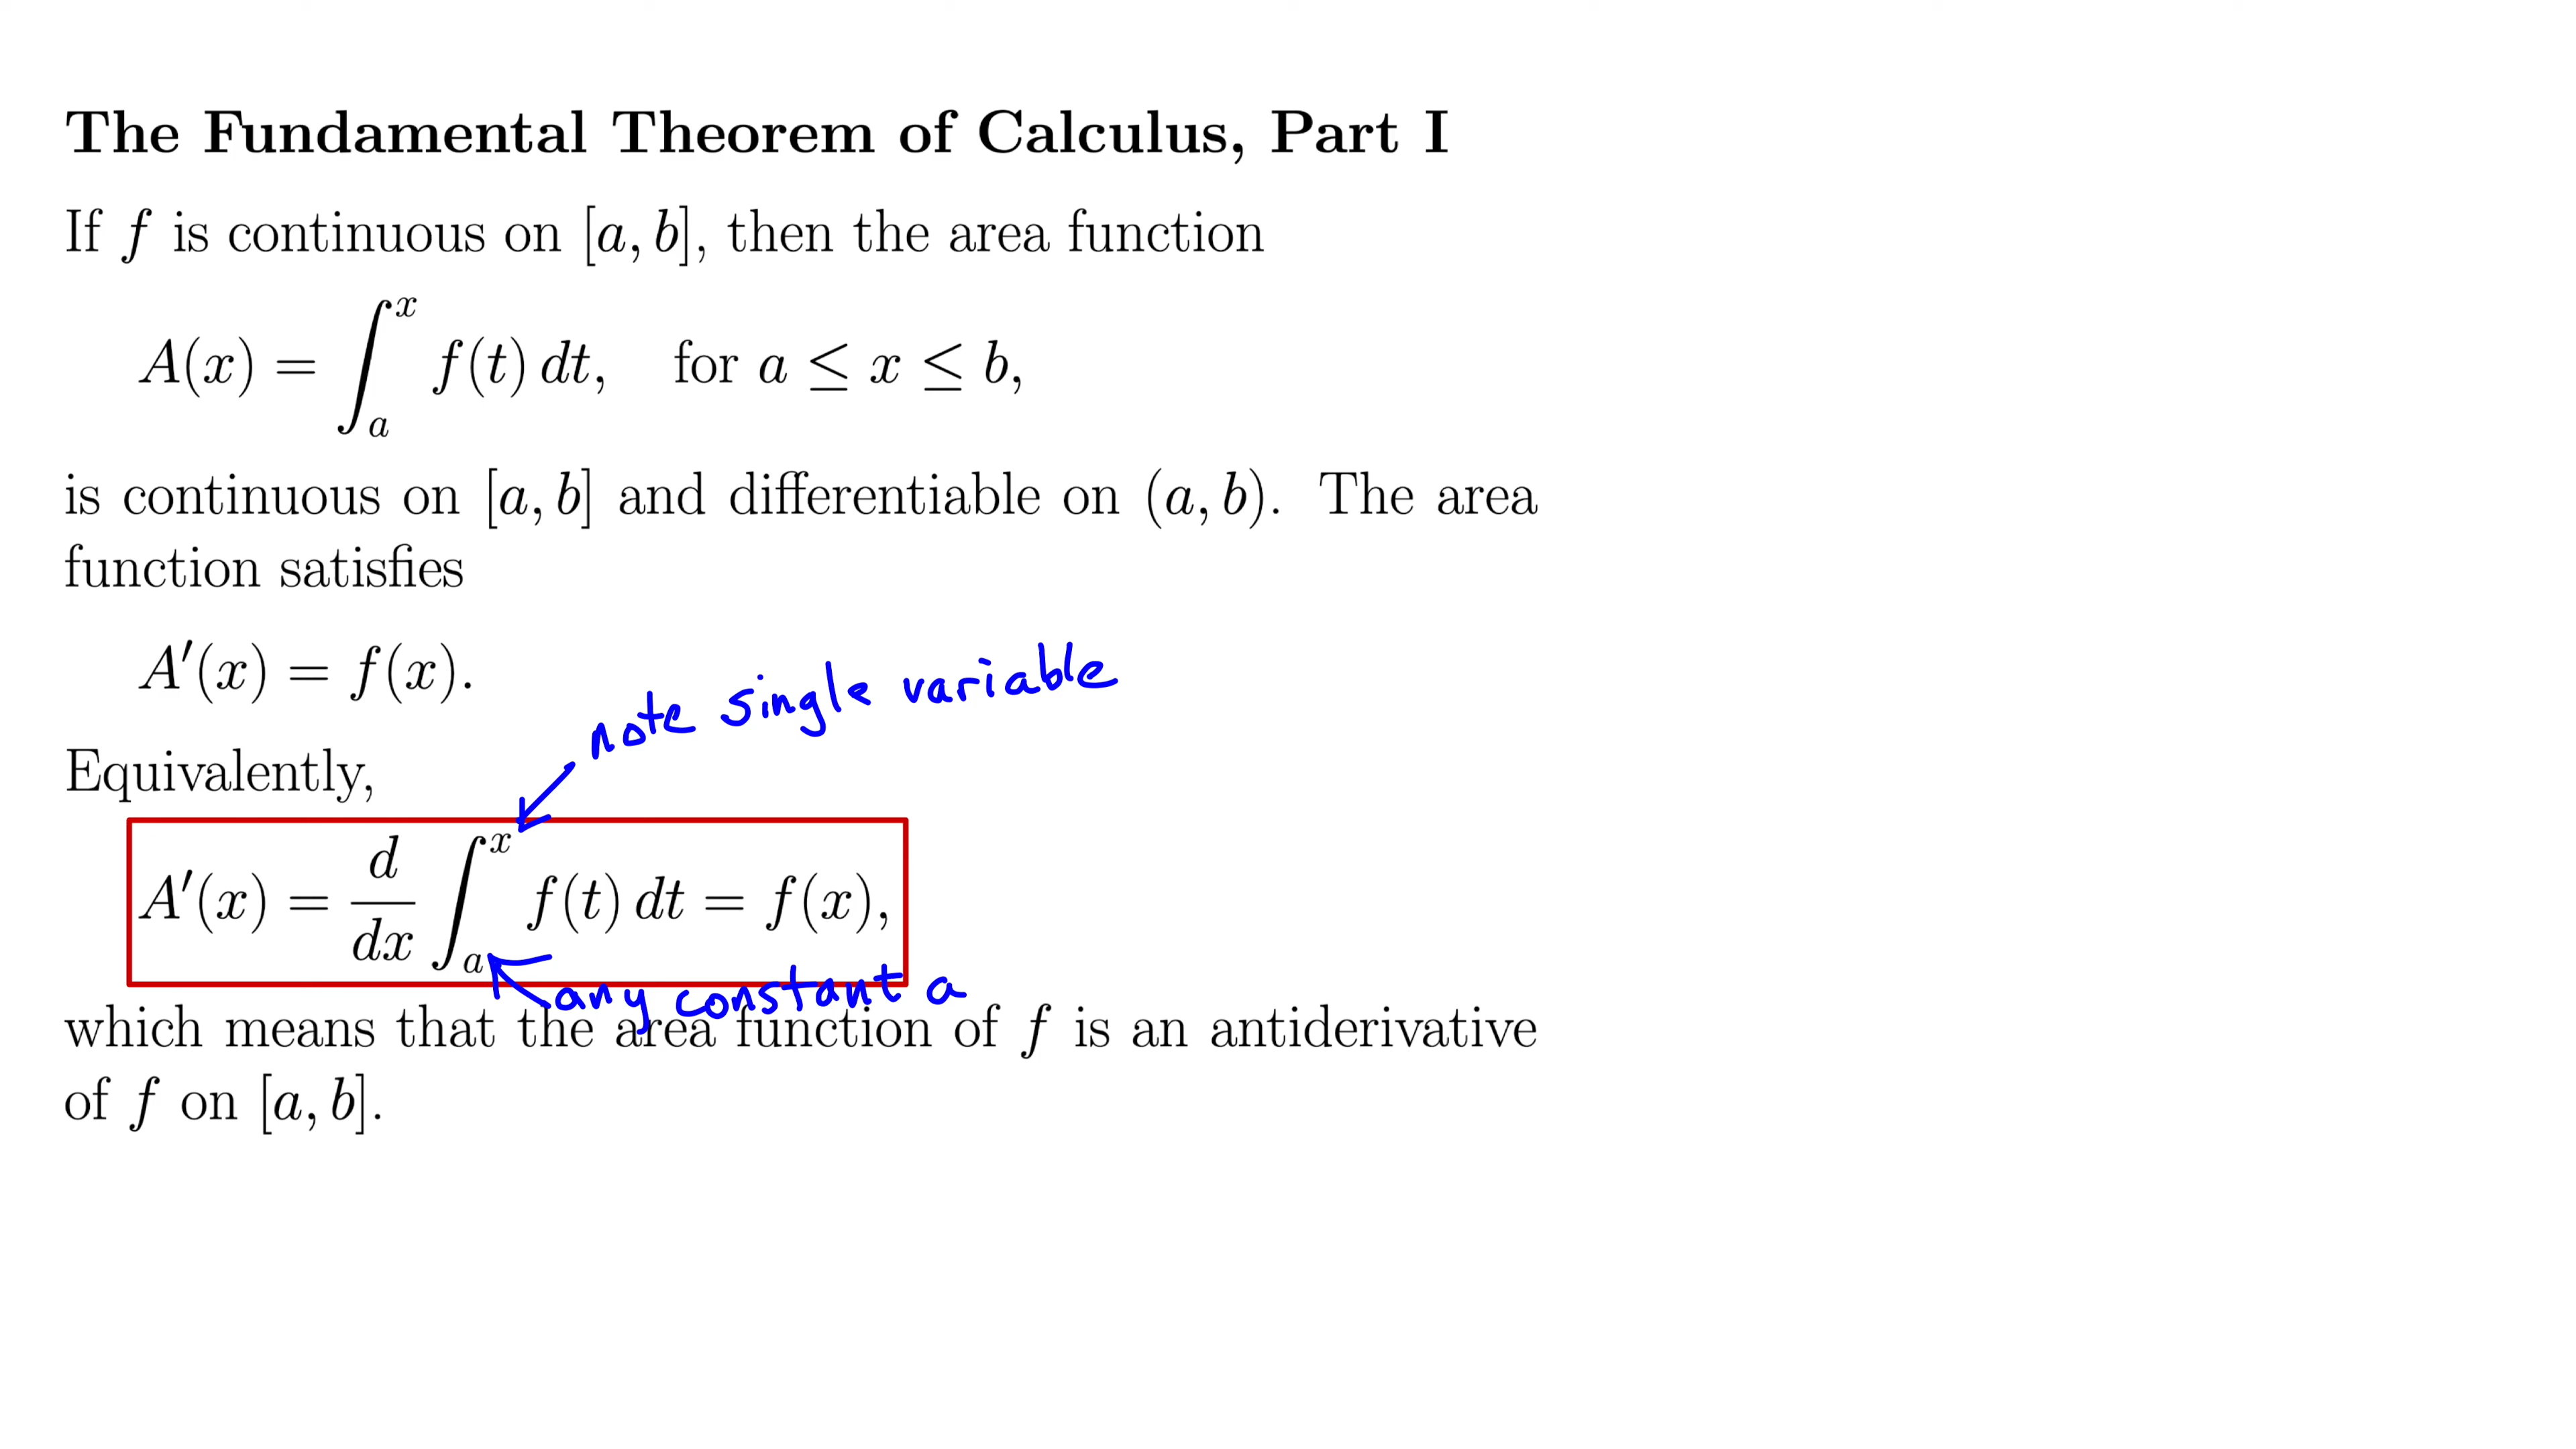 The Fundamental Theorem of Calculus, Part I
If f is continuous on [a, b], then the area function
A(x) = ∫_a^x f(t) dt, for a ≤ x ≤ b,
is continuous on [a, b] and differentiable on (a, b). The area
function satisfies
A′(x) = f(x).
note single variable
Equivalently,
A′(x) = d/dx ∫_a^x f(t) dt = f(x),
any constant a
which means that the area function of f is an antiderivative
of f on [a, b].